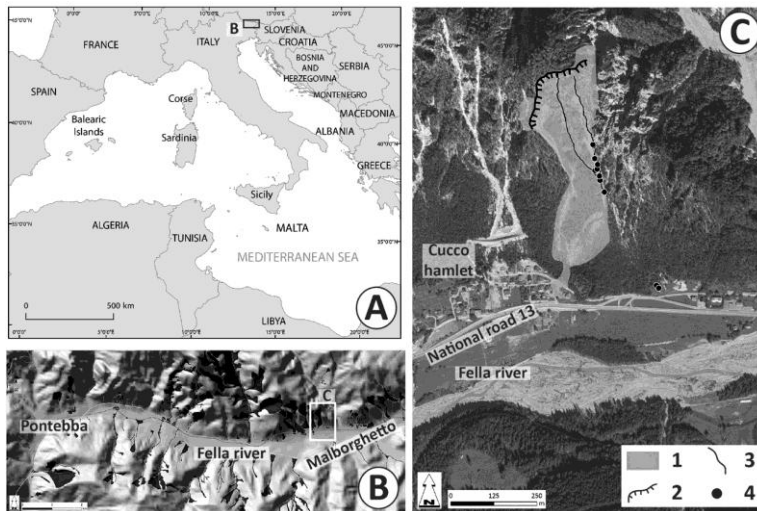 B
SLOVENIA
CROATIA
FRANCE
ITALY
BOSNIA
AND
HERZEGOVINA
SERBIA
MONTENEGRO
MACEDONIA
SPAIN
Corse
Balearic
Islands
Sardinia
ALBANIA
GREECE
Sicily
ALGERIA
TUNISIA
MALTA
MEDITERRANEAN SEA
0 500 km
LIBYA
A
C
Pontebba
Fella river
Malborghetto
B
C
Cucco
hamlet
National road 13
Fella river
N
0 125 250
m
1 3
2 4